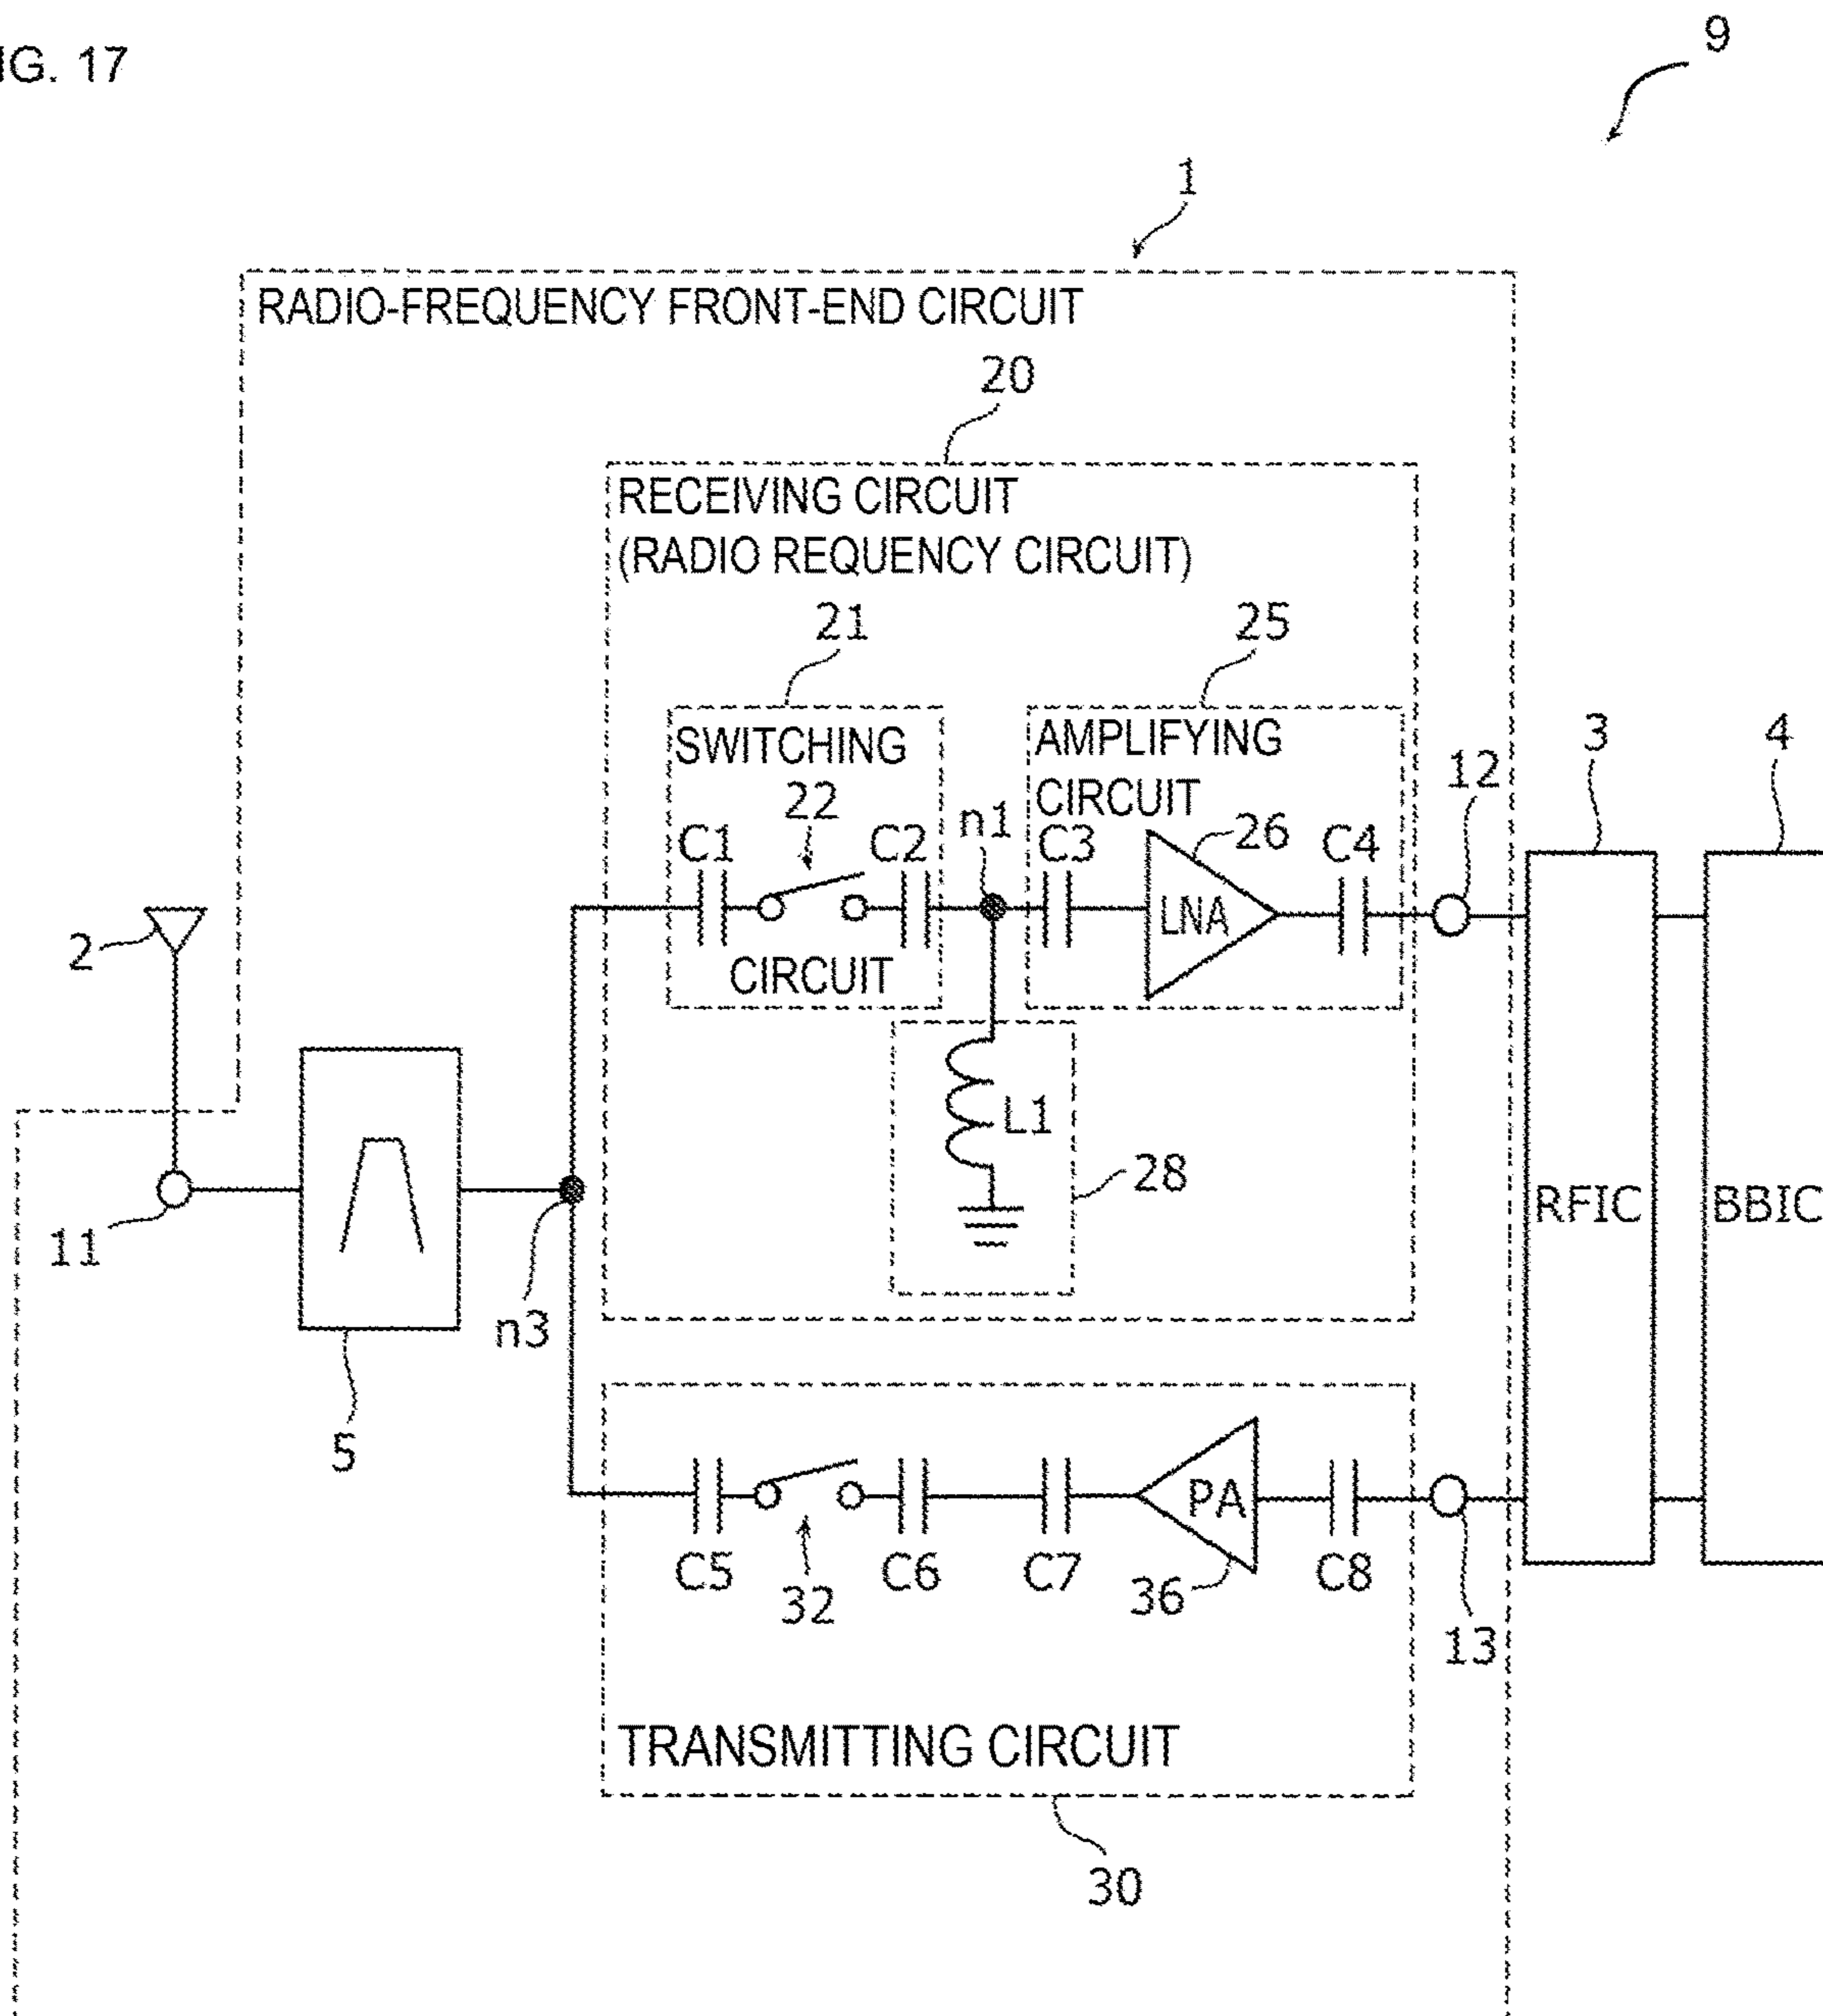 IG. 17
9
1
RADIO-FREQUENCY FRONT-END CIRCUIT
20
RECEIVING CIRCUIT
(RADIO REQUENCY CIRCUIT)
21
25
SWITCHING
22
C1
C2
CIRCUIT
n1
AMPLIFYING
CIRCUIT
C3
26
LNA
C4
12
3
4
2
L1
28
11
5
n3
RFIC
BBIC
C5
32
C6
C7
PA
36
C8
13
TRANSMITTING CIRCUIT
30